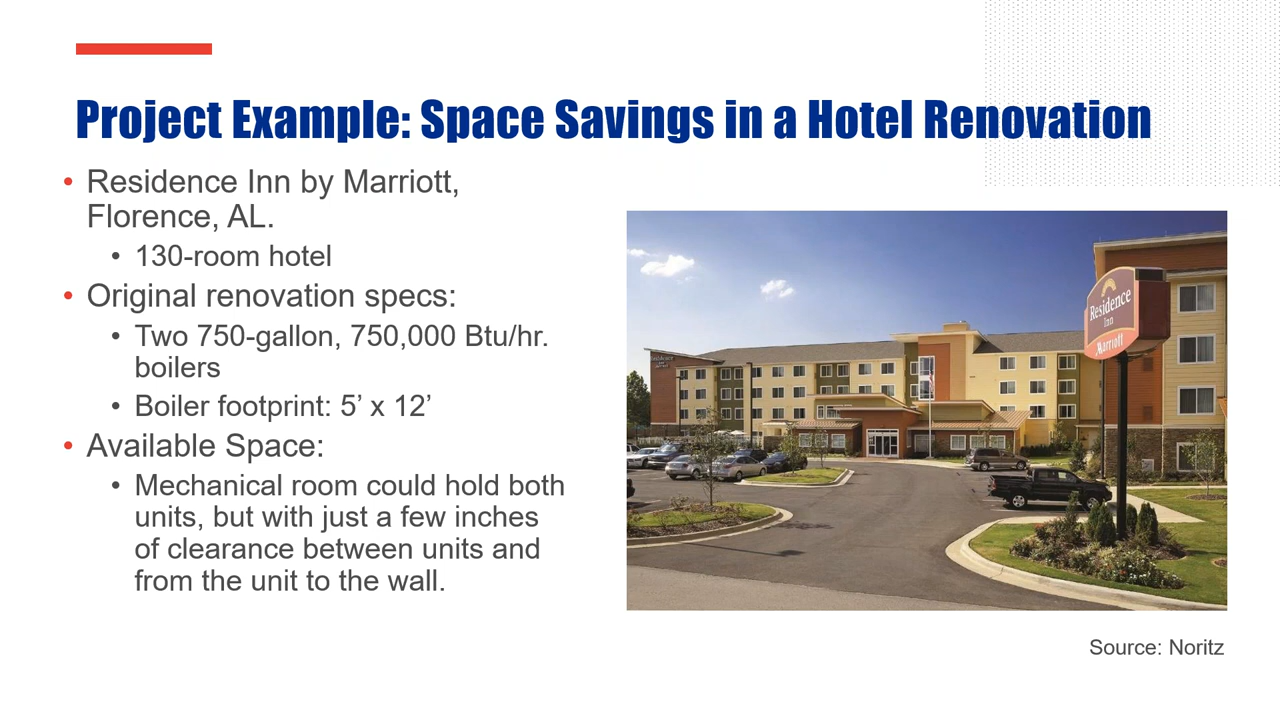 Project Example: Space Savings in a Hotel Renovation
• Residence Inn by Marriott,
Florence, AL.
• 130-room hotel
• Original renovation specs:
• Two 750-gallon, 750,000 Btu/hr.
boilers
• Boiler footprint: 5’ x 12’
• Available Space:
• Mechanical room could hold both
units, but with just a few inches
of clearance between units and
from the unit to the wall.
Residence
Inn
Marriott
Source: Noritz